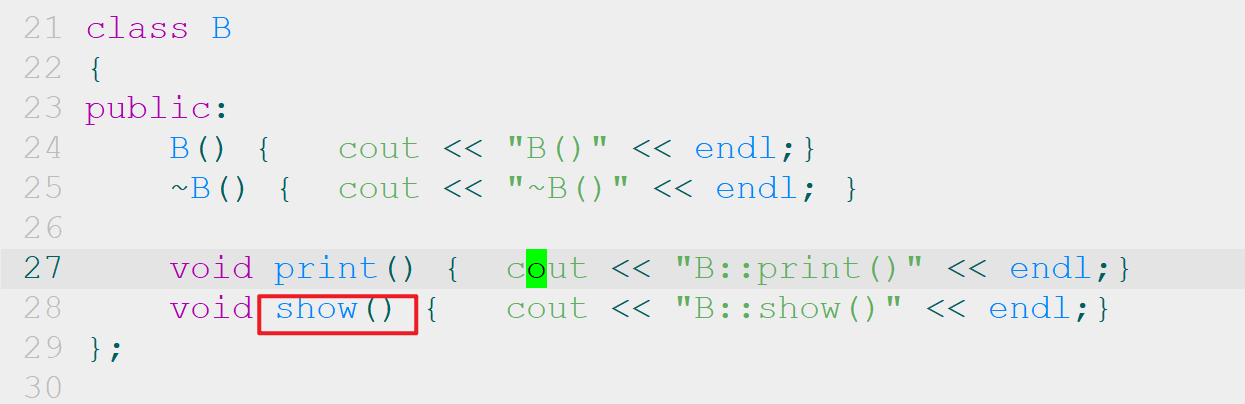 21 class B
22 {
23 public:
24     B() {   cout << "B()" << endl;}
25     ~B() {  cout << "~B()" << endl; }
26
27     void print() {  cout << "B::print()" << endl;}
28     void show() {   cout << "B::show()" << endl;}
29 };
30